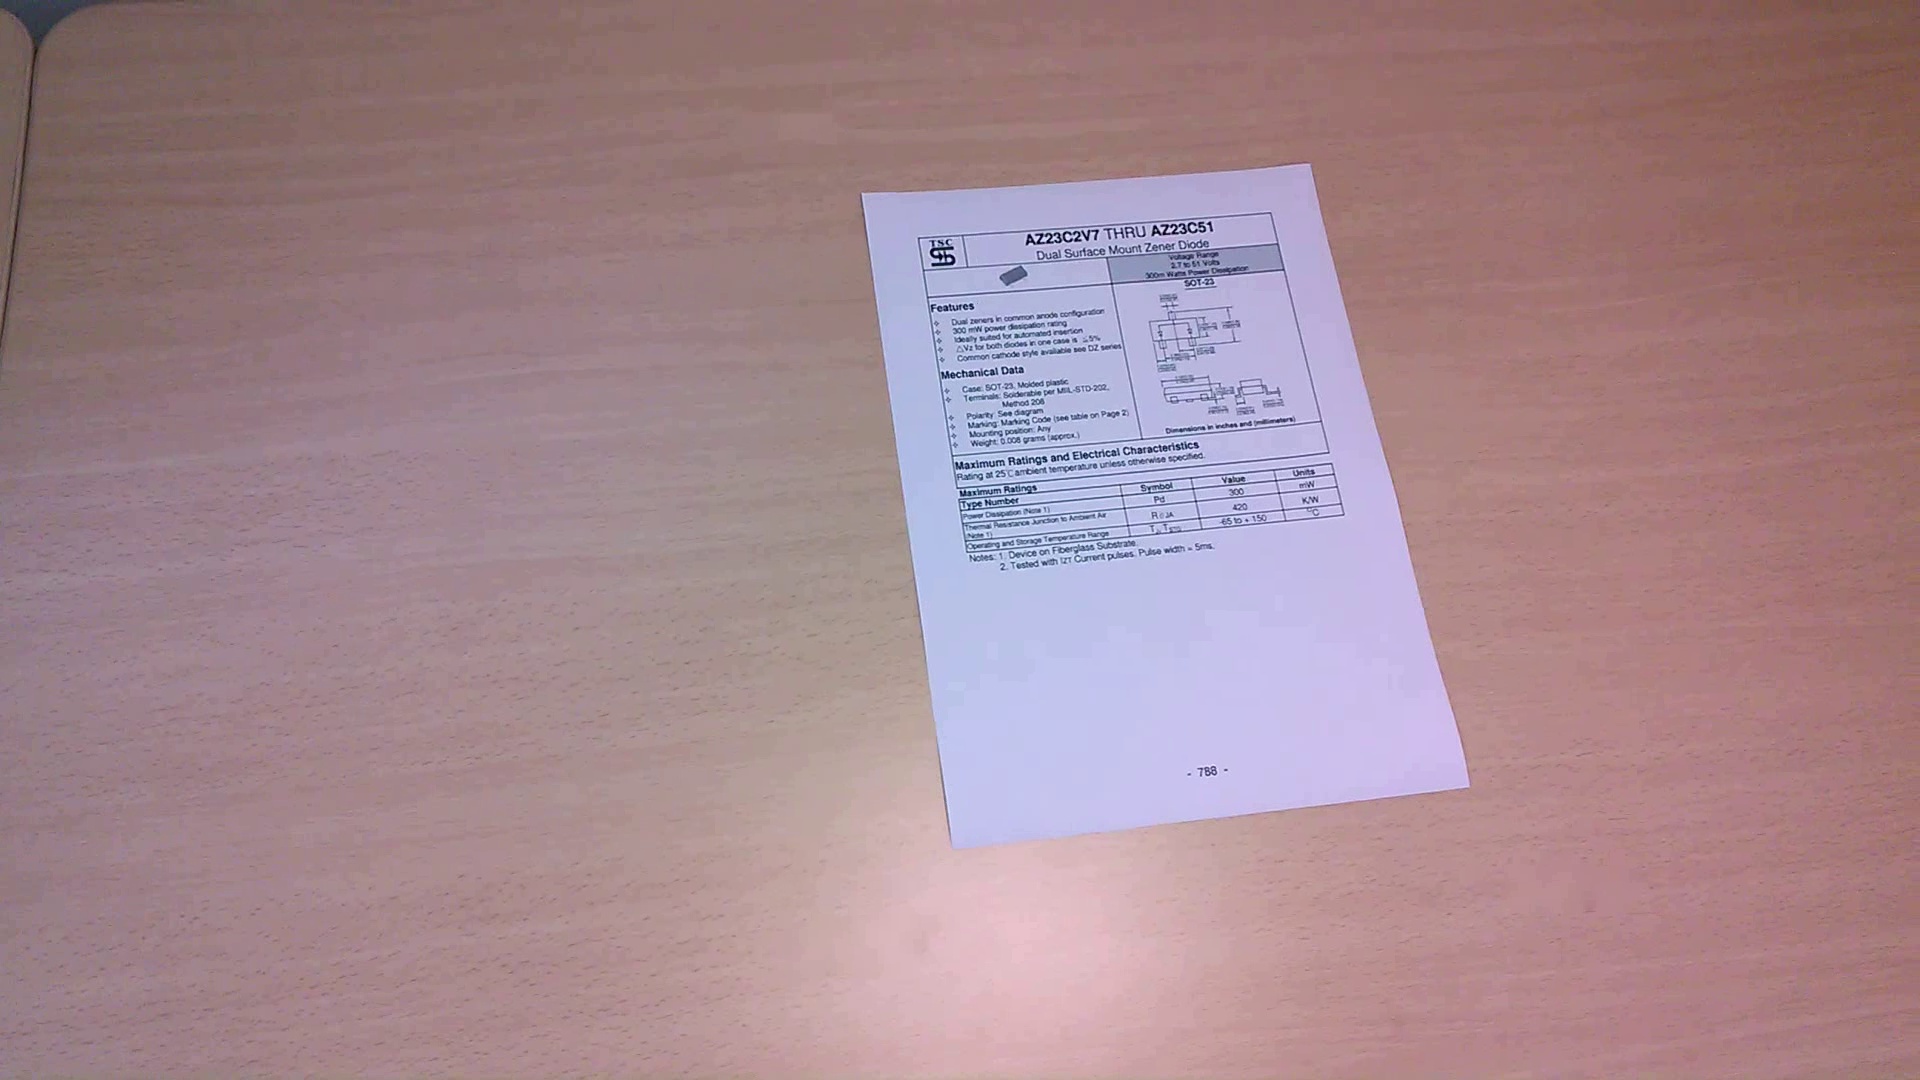 TSC
AZ23C2V7 THRU AZ23C51
Dual Surface Mount Zener Diode
Voltage Range
2.7 to 51 Volts
300m Watts Power Dissipation
SOT-23
Features
Dual zeners in common anode configuration
300 mW power dissipation rating
Ideally suited for automated insertion
△Vz for both diodes in one case is ≦5%
Common cathode style available see DZ series
Mechanical Data
Case: SOT-23, Molded plastic
Terminals: Solderable per MIIL-STD-202,
Method 208
Polarity: See diagram
Marking: Marking Code (see table on Page 2)
Mounting position: Any
Weight: 0.008 grams (approx.)
Dimensions in inches and (millimeters)
Maximum Ratings and Electrical Characteristics
Rating at 25℃ ambient temperature unless otherwise specified.
Maximum Ratings
Type Number Symbol Value Units
Power Dissipation (Note 1) Pd 300 mW
Thermal Resistance Junction to Ambient Air
(Note 1) RθJA 420 K/W
Operating and Storage Temperature Range TJ, TSTG -65 to + 150 °C
Notes: 1. Device on Fiberglass Substrate.
2. Tested with IZT Current pulses. Pulse width = 5ms.
- 788 -